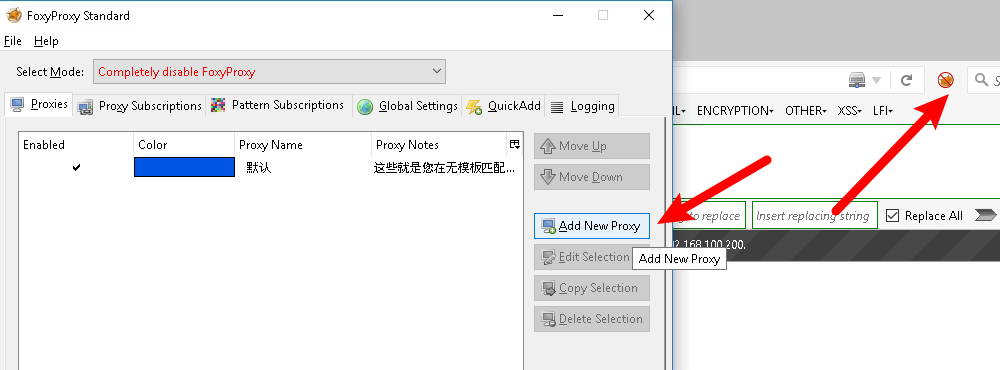 FoxyProxy Standard
File Help
Select Mode: Completely disable FoxyProxy
Proxies Proxy Subscriptions Pattern Subscriptions Global Settings QuickAdd Logging
Enabled Color Proxy Name Proxy Notes
默认 这些就是您在无模板匹配...
Move Up
Move Down
Add New Proxy
Edit Selection
Add New Proxy
Copy Selection
Delete Selection
ENCRYPTION OTHER XSS LFI
to replace Insert replacing string Replace All
.168.100.200.